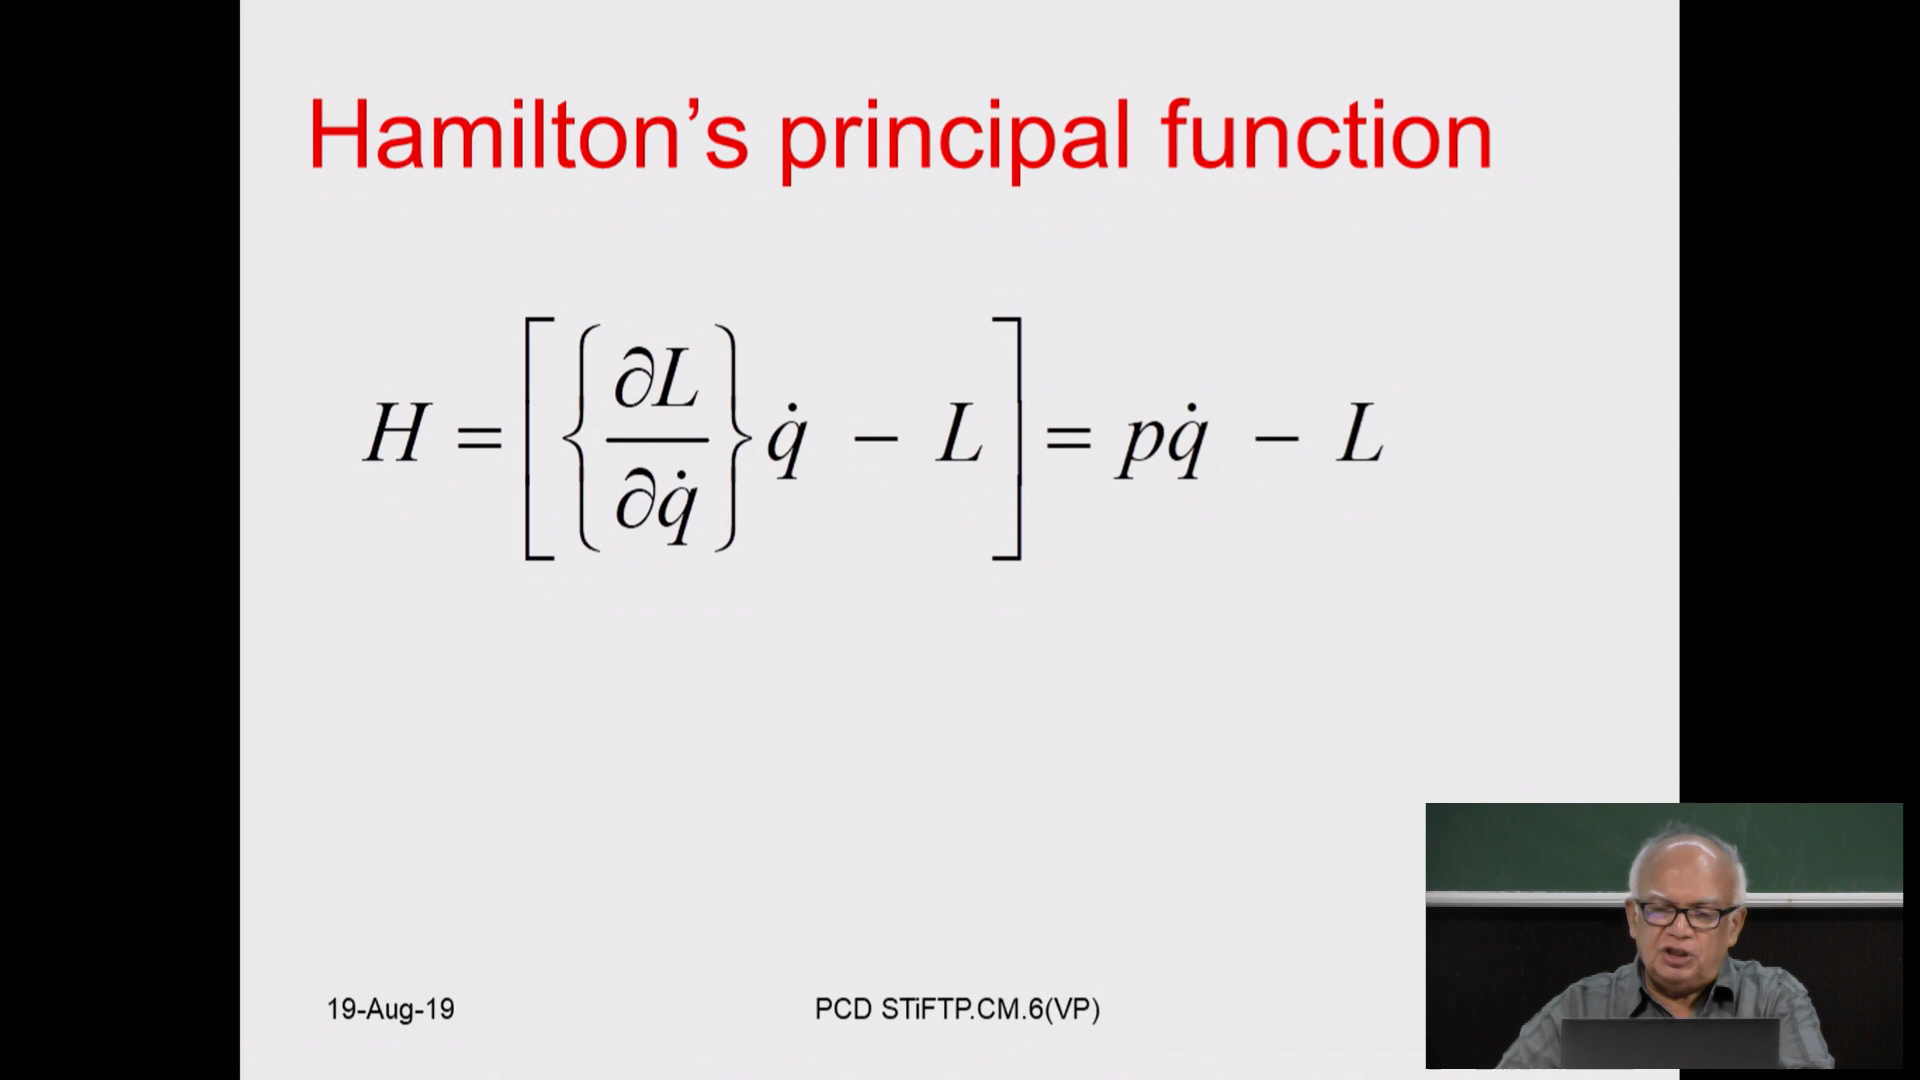 Hamilton's principal function
H = [ { ∂L / ∂q̇ } q̇ − L ] = pq̇ − L
19-Aug-19
PCD STiFTP.CM.6(VP)